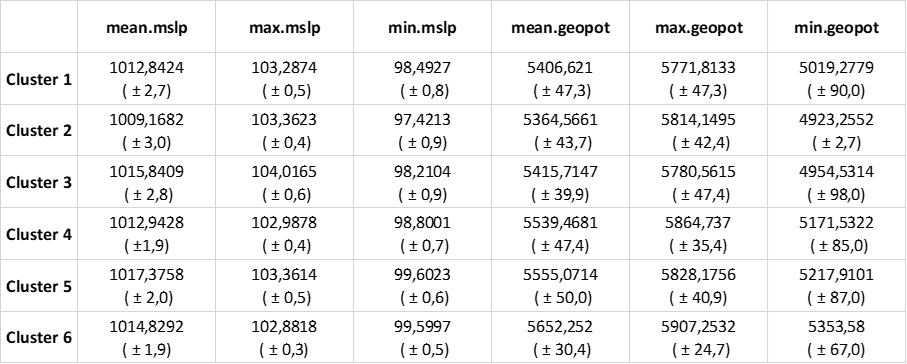 mean.mslp max.mslp min.mslp mean.geopot max.geopot min.geopot
Cluster 1 1012,8424 103,2874 98,4927 5406,621 5771,8133 5019,2779
( ± 2,7) ( ± 0,5) ( ± 0,8) ( ± 47,3) ( ± 47,3) ( ± 90,0)
Cluster 2 1009,1682 103,3623 97,4213 5364,5661 5814,1495 4923,2552
( ± 3,0) ( ± 0,4) ( ± 0,9) ( ± 43,7) ( ± 42,4) ( ± 2,7)
Cluster 3 1015,8409 104,0165 98,2104 5415,7147 5780,5615 4954,5314
( ± 2,8) ( ± 0,6) ( ± 0,9) ( ± 39,9) ( ± 47,4) ( ± 98,0)
Cluster 4 1012,9428 102,9878 98,8001 5539,4681 5864,737 5171,5322
( ±1,9) ( ± 0,4) ( ± 0,7) ( ± 47,4) ( ± 35,4) ( ± 85,0)
Cluster 5 1017,3758 103,3614 99,6023 5555,0714 5828,1756 5217,9101
( ± 2,0) ( ± 0,5) ( ± 0,6) ( ± 50,0) ( ± 40,9) ( ± 87,0)
Cluster 6 1014,8292 102,8818 99,5997 5652,252 5907,2532 5353,58
( ± 1,9) ( ± 0,3) ( ± 0,5) ( ± 30,4) ( ± 24,7) ( ± 67,0)